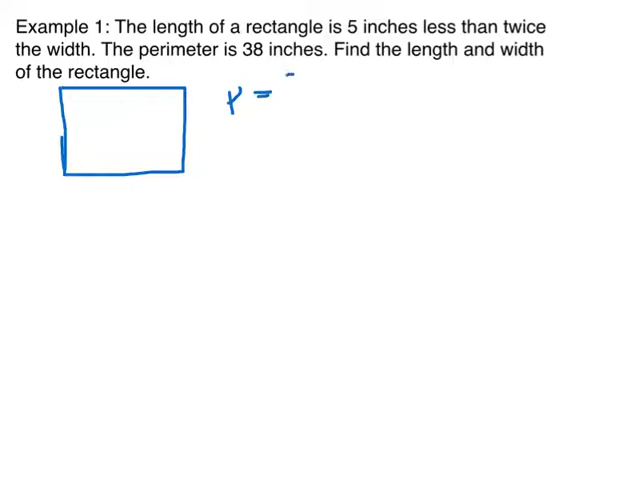 Example 1: The length of a rectangle is 5 inches less than twice
the width. The perimeter is 38 inches. Find the length and width
of the rectangle.
P =